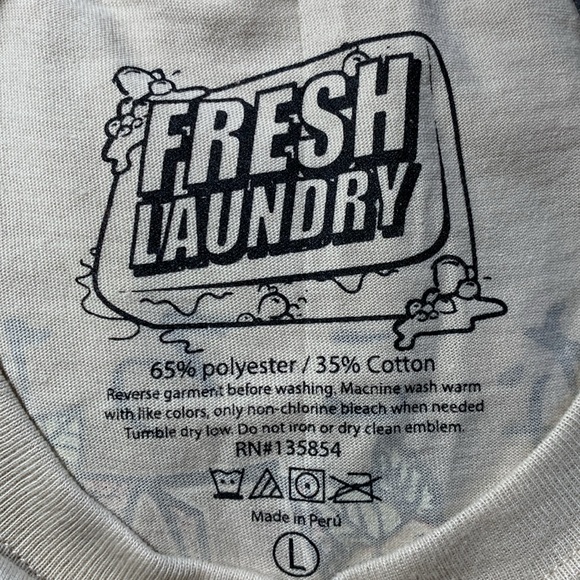 FRESH
LAUNDRY
65% polyester / 35% Cotton
Reverse garment before washing. Machine wash warm
with like colors, only non-chlorine bleach when needed
Tumble dry low. Do not iron or dry clean emblem.
RN#135854
Made in Perú
L